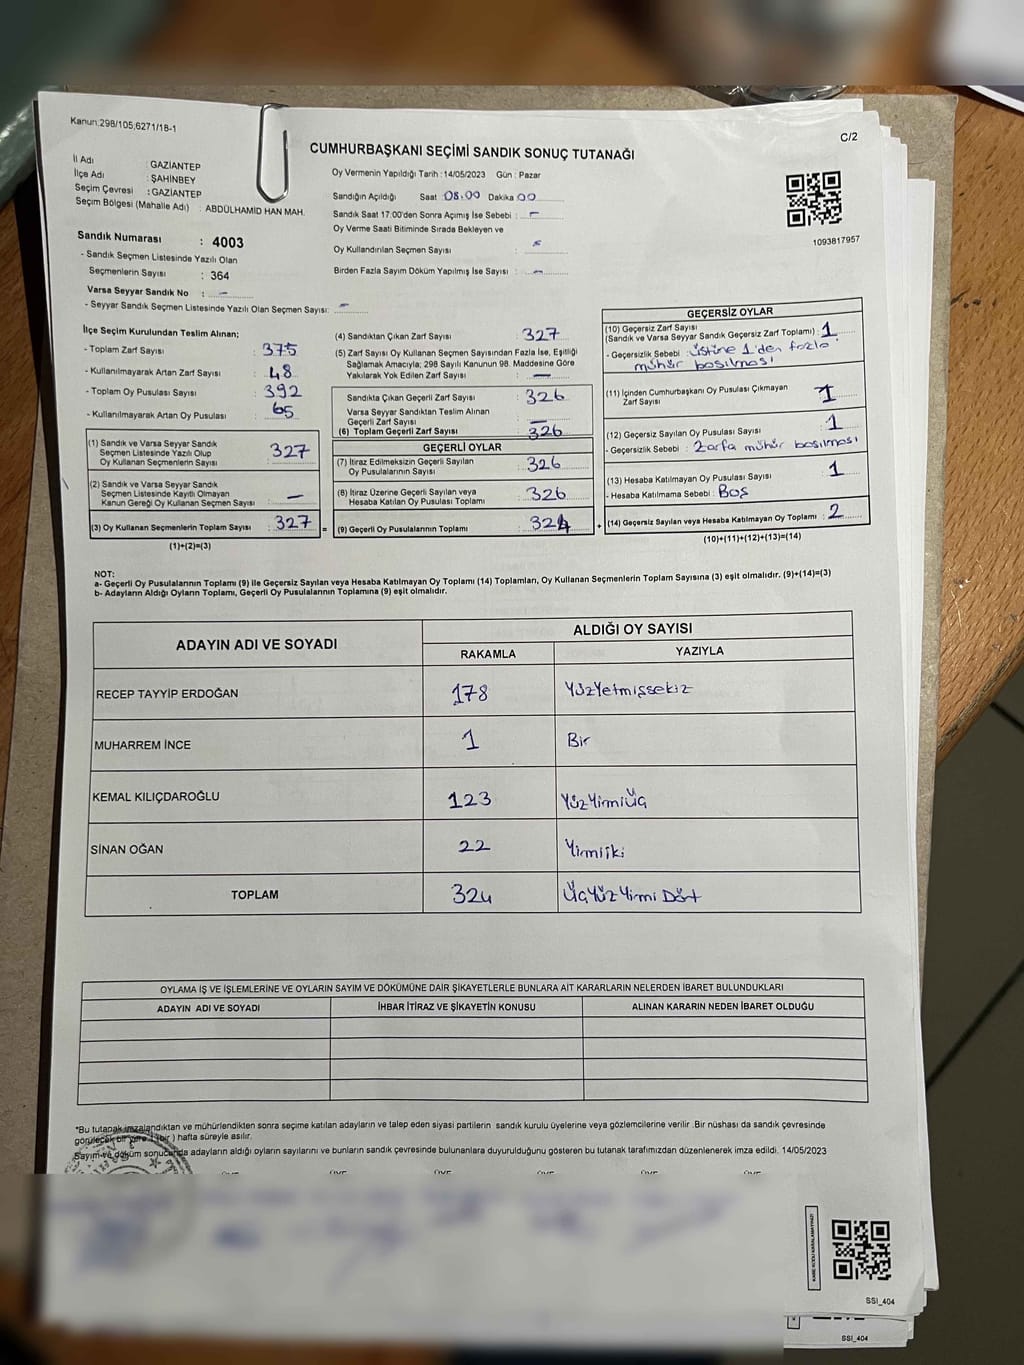 Kanun:298/105;6271/18-1
C/2
CUMHURBAŞKANI SEÇİMİ SANDIK SONUÇ TUTANAĞI
İl Adı : GAZİANTEP
İlçe Adı : ŞAHİNBEY
Seçim Çevresi : GAZİANTEP
Seçim Bölgesi (Mahalle Adı) : ABDÜLHAMİD HAN MAH.
Sandık Numarası : 4003
- Sandık Seçmen Listesinde Yazılı Olan
Seçmenlerin Sayısı : 364
Varsa Seyyar Sandık No : -
- Seyyar Sandık Seçmen Listesinde Yazılı Olan Seçmen Sayısı: -
Oy Vermenin Yapıldığı Tarih : 14/05/2023 Gün : Pazar
Sandığın Açıldığı Saat 08.00 Dakika 00
Sandık Saat 17:00'den Sonra Açımış İse Sebebi : -
Oy Verme Saati Bitiminde Sırada Bekleyen ve
Oy Kullandırılan Seçmen Sayısı :
Birden Fazla Sayım Döküm Yapılmış İse Sayısı : -
1093817957
İlçe Seçim Kurulundan Teslim Alınan;
- Toplam Zarf Sayısı : 375
- Kullanılmayarak Artan Zarf Sayısı : 48
- Toplam Oy Pusulası Sayısı : 392
- Kullanılmayarak Artan Oy Pusulası : 65
(1) Sandık ve Varsa Seyyar Sandık
Seçmen Listesinde Yazılı Olup
Oy Kullanan Seçmenlerin Sayısı : 327
(2) Sandık ve Varsa Seyyar Sandık
Seçmen Listesinde Kayıtlı Olmayan
Kanun Gereği Oy Kullanan Seçmen Sayısı : -
(3) Oy Kullanan Seçmenlerin Toplam Sayısı : 327 =
(1)+(2)=(3)
(4) Sandıktan Çıkan Zarf Sayısı : 327
(5) Zarf Sayısı Oy Kullanan Seçmen Sayısından Fazla İse, Eşitliği
Sağlamak Amacıyla; 298 Sayılı Kanunun 98. Maddesine Göre
Yakılarak Yok Edilen Zarf Sayısı : -
Sandıkta Çıkan Geçerli Zarf Sayısı : 326
Varsa Seyyar Sandıktan Teslim Alınan
Geçerli Zarf Sayısı : -
(6) Toplam Geçerli Zarf Sayısı : 326
GEÇERLİ OYLAR
(7) İtiraz Edilmeksizin Geçerli Sayılan
Oy Pusulalarının Sayısı : 326
(8) İtiraz Üzerine Geçerli Sayılan veya
Hesaba Katılan Oy Pusulası Toplamı : 326
(9) Geçerli Oy Pusulalarının Toplamı : 324 +
GEÇERSİZ OYLAR
(10) Geçersiz Zarf Sayısı
(Sandık ve Varsa Seyyar Sandık Geçersiz Zarf Toplamı) : 1
- Geçersizlik Sebebi : üstüne 1'den fazla
mühür basılması
(11) İçinden Cumhurbaşkanı Oy Pusulası Çıkmayan
Zarf Sayısı : 1
(12) Geçersiz Sayılan Oy Pusulası Sayısı : 1
- Geçersizlik Sebebi : Zarfa mühür basılması
(13) Hesaba Katılmayan Oy Pusulası Sayısı : 1
- Hesaba Katılmama Sebebi : Boş
(14) Geçersiz Sayılan veya Hesaba Katılmayan Oy Toplamı : 2
(10)+(11)+(12)+(13)=(14)
NOT:
a- Geçerli Oy Pusulalarının Toplamı (9) ile Geçersiz Sayılan veya Hesaba Katılmayan Oy Toplamı (14) Toplamları, Oy Kullanan Seçmenlerin Toplam Sayısına (3) eşit olmalıdır. (9)+(14)=(3)
b- Adayların Aldığı Oyların Toplamı, Geçerli Oy Pusulalarının Toplamına (9) eşit olmalıdır.
ADAYIN ADI VE SOYADI
ALDIĞI OY SAYISI
RAKAMLA YAZIYLA
RECEP TAYYİP ERDOĞAN 178 Yüzyetmişsekiz
MUHARREM İNCE 1 Bir
KEMAL KILIÇDAROĞLU 123 Yüzyirmiüç
SİNAN OĞAN 22 Yirmiiki
TOPLAM 324 Üçyüz Yirmi Dört
OYLAMA İŞ VE İŞLEMLERİNE VE OYLARIN SAYIM VE DÖKÜMÜNE DAİR ŞİKAYETLERLE BUNLARA AİT KARARLARIN NELERDEN İBARET BULUNDUKLARI
ADAYIN ADI VE SOYADI İHBAR İTİRAZ VE ŞİKAYETİN KONUSU ALINAN KARARIN NEDEN İBARET OLDUĞU
*Bu tutanak imzalandıktan ve mühürlendikten sonra seçime katılan adayların ve talep eden siyasi partilerin sandık kurulu üyelerine veya gözlemcilerine verilir .Bir nüshası da sandık çevresinde
görülecek bir yere 1 (bir ) hafta süreyle asılır.
Sayım ve döküm sonucunda adayların aldığı oyların sayılarını ve bunların sandık çevresinde bulunanlara duyurulduğunu gösteren bu tutanak tarafımızdan düzenlenerek imza edildi. 14/05/2023
SSİ_404
SSİ_404